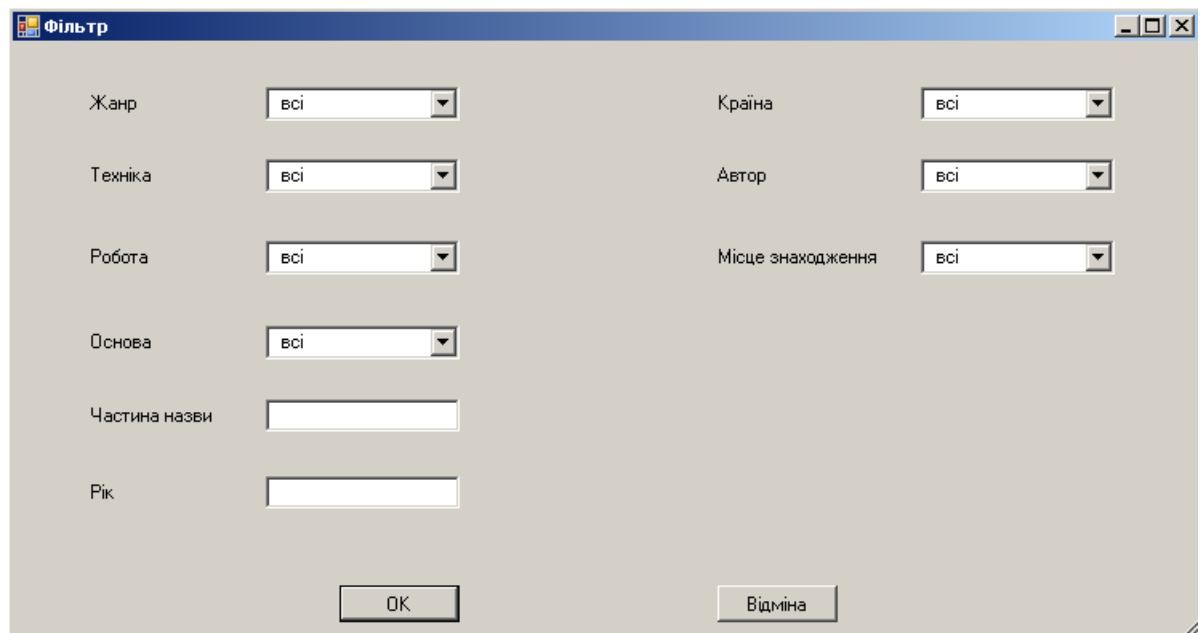 Фільтр
Жанр всі Країна всі
Техніка всі Автор всі
Робота всі Місце знаходження всі
Основа всі
Частина назви
Рік
OK Відміна